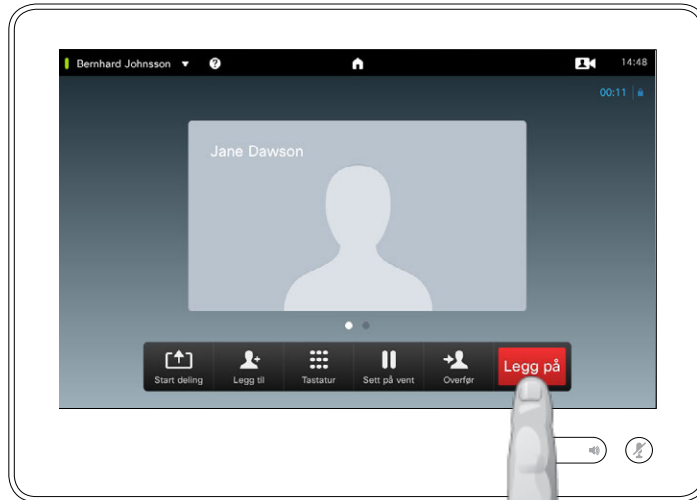 Bernhard Johnsson ? 14:48
00:11
Jane Dawson
Start deling Legg til Tastatur Sett på vent Overfør Legg på